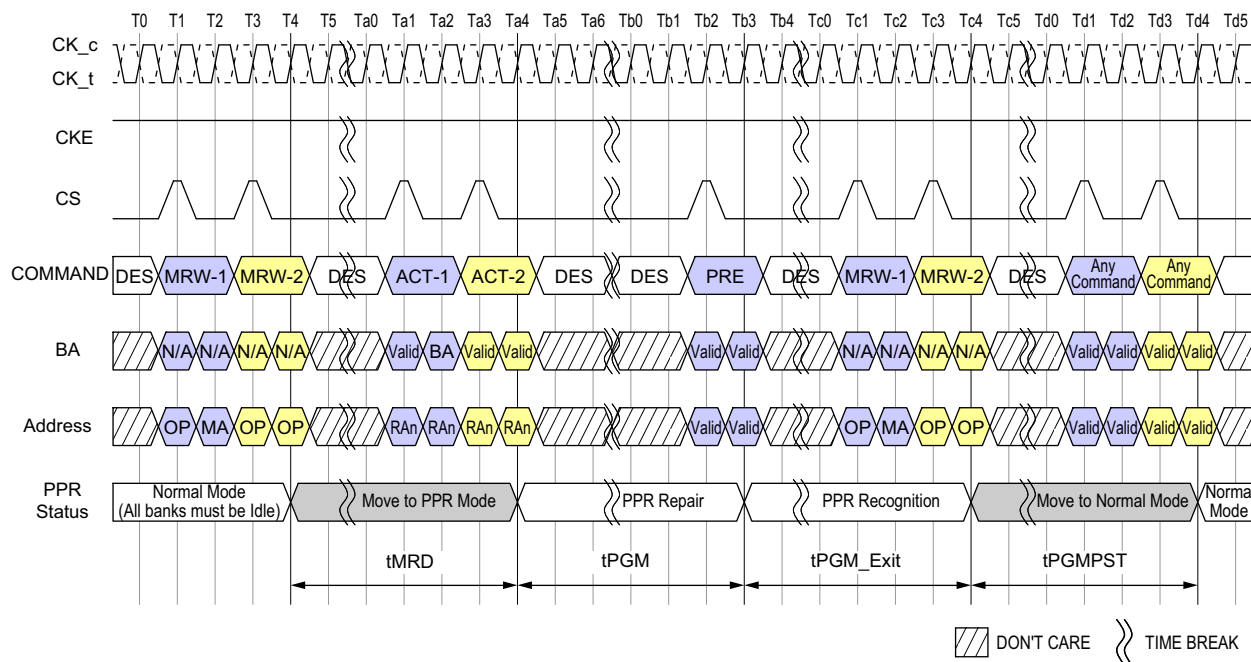 T0 T1 T2 T3 T4 T5 Ta0 Ta1 Ta2 Ta3 Ta4 Ta5 Ta6 Tb0 Tb1 Tb2 Tb3 Tb4 Tc0 Tc1 Tc2 Tc3 Tc4 Tc5 Td0 Td1 Td2 Td3 Td4 Td5
CK_c
CK_t
CKE
CS
COMMAND DES MRW-1 MRW-2 DES ACT-1 ACT-2 DES DES PRE DES MRW-1 MRW-2 DES Any Command Any Command
BA N/A N/A N/A N/A Valid BA Valid Valid Valid Valid N/A N/A N/A N/A Valid Valid Valid Valid
Address OP MA OP OP RAn RAn RAn RAn Valid Valid OP MA OP OP Valid Valid Valid Valid
PPR Status
Normal Mode
(All banks must be Idle)
Move to PPR Mode
PPR Repair
PPR Recognition
Move to Normal Mode
Normal Mode
tMRD tPGM tPGM_Exit tPGMPST
DON'T CARE TIME BREAK